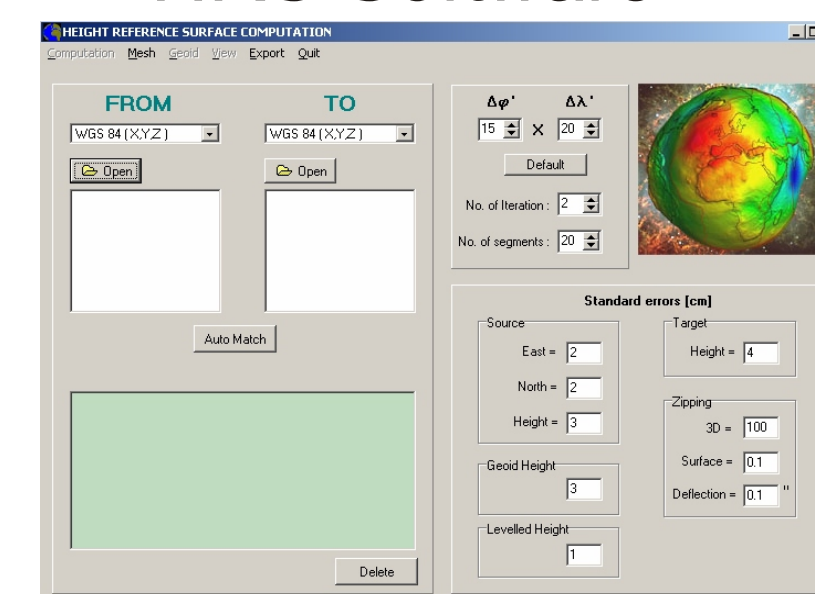 HEIGHT REFERENCE SURFACE COMPUTATION
Computation Mesh Geoid View Export Quit
FROM TO
WGS 84 (X,Y,Z) WGS 84 (X,Y,Z)
Open Open
Auto Match
Delete
Δφ' Δλ'
15 X 20
Default
No. of Iteration : 2
No. of segments : 20
Standard errors [cm]
Source
East = 2
North = 2
Height = 3
Geoid Height
3
Levelled Height
1
Target
Height = 4
Zipping
3D = 100
Surface = 0.1
Deflection = 0.1 "